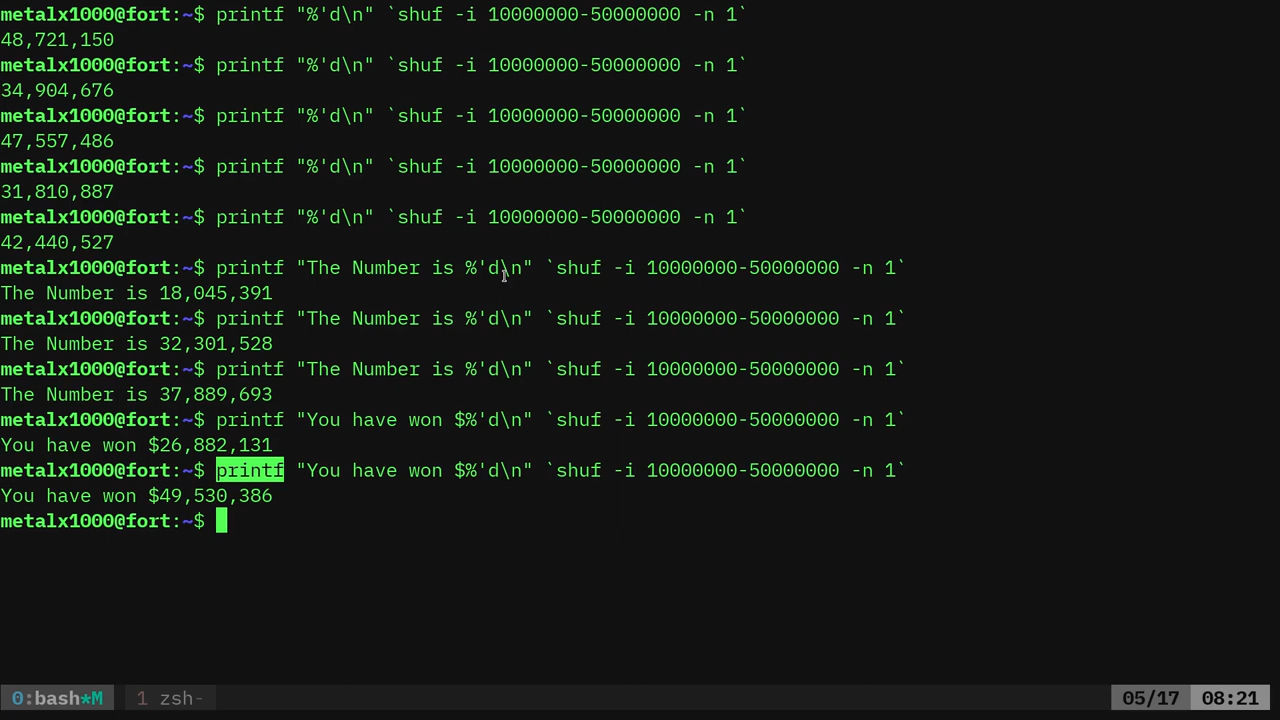 metalx1000@fort:~$ printf "%'d\n" `shuf -i 10000000-50000000 -n 1`
48,721,150
metalx1000@fort:~$ printf "%'d\n" `shuf -i 10000000-50000000 -n 1`
34,904,676
metalx1000@fort:~$ printf "%'d\n" `shuf -i 10000000-50000000 -n 1`
47,557,486
metalx1000@fort:~$ printf "%'d\n" `shuf -i 10000000-50000000 -n 1`
31,810,887
metalx1000@fort:~$ printf "%'d\n" `shuf -i 10000000-50000000 -n 1`
42,440,527
metalx1000@fort:~$ printf "The Number is %'d\n" `shuf -i 10000000-50000000 -n 1`
The Number is 18,045,391
metalx1000@fort:~$ printf "The Number is %'d\n" `shuf -i 10000000-50000000 -n 1`
The Number is 32,301,528
metalx1000@fort:~$ printf "The Number is %'d\n" `shuf -i 10000000-50000000 -n 1`
The Number is 37,889,693
metalx1000@fort:~$ printf "You have won $%'d\n" `shuf -i 10000000-50000000 -n 1`
You have won $26,882,131
metalx1000@fort:~$ printf "You have won $%'d\n" `shuf -i 10000000-50000000 -n 1`
You have won $49,530,386
metalx1000@fort:~$
0:bash*M 1 zsh- 05/17 08:21